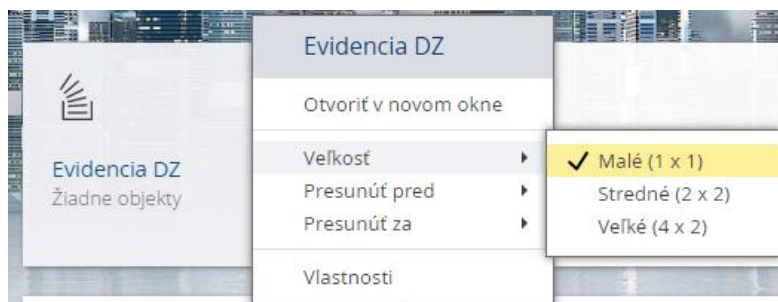 Evidencia DZ
Žiadne objekty
Evidencia DZ
Otvoriť v novom okne
Veľkosť
Presunúť pred
Presunúť za
Vlastnosti
Malé (1 x 1)
Stredné (2 x 2)
Veľké (4 x 2)